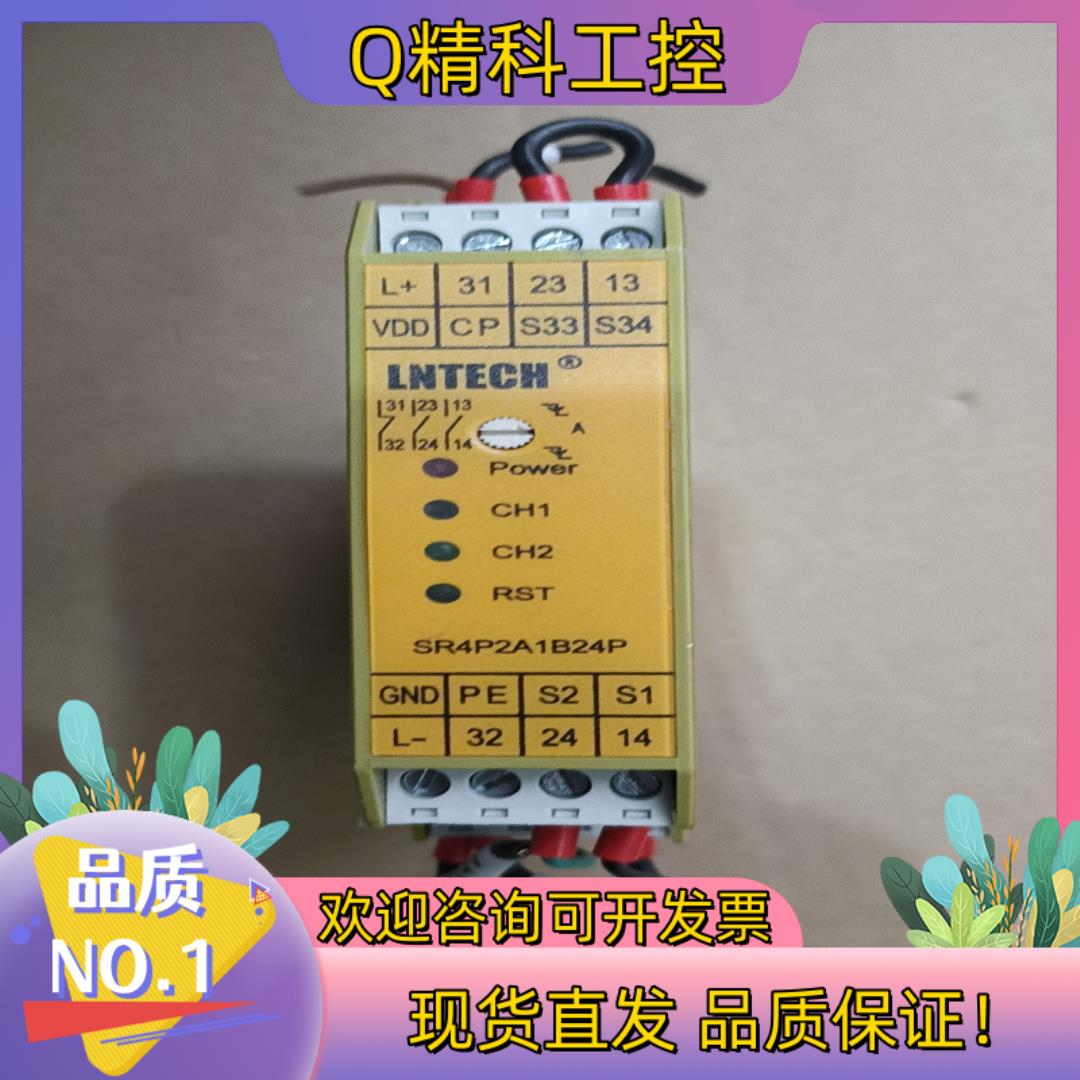 Q精科工控
L+ 31 23 13
VDD CP S33 S34
LNTECH ®
31 23 13
A
32 24 14
Power
CH1
CH2
RST
SR4P2A1B24P
GND PE S2 S1
L- 32 24 14
品质
NO.1
欢迎咨询可开发票
现货直发 品质保证!